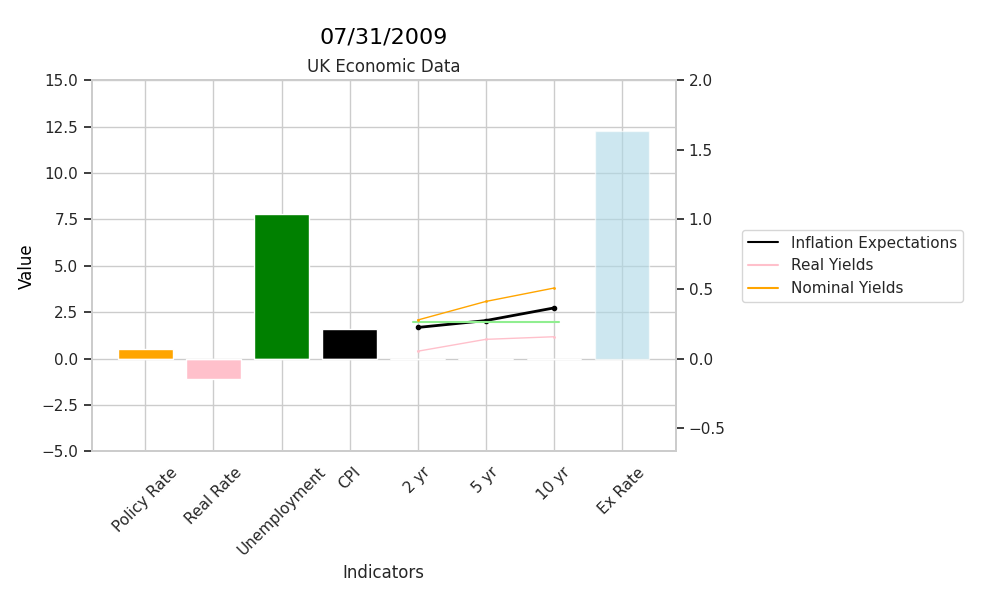 07/31/2009
UK Economic Data
15.0
12.5
10.0
7.5
5.0
2.5
0.0
−2.5
−5.0
Value
2.0
1.5
1.0
0.5
0.0
−0.5
Policy Rate
Real Rate
Unemployment
CPI
2 yr
5 yr
10 yr
Ex Rate
Indicators
Inflation Expectations
Real Yields
Nominal Yields